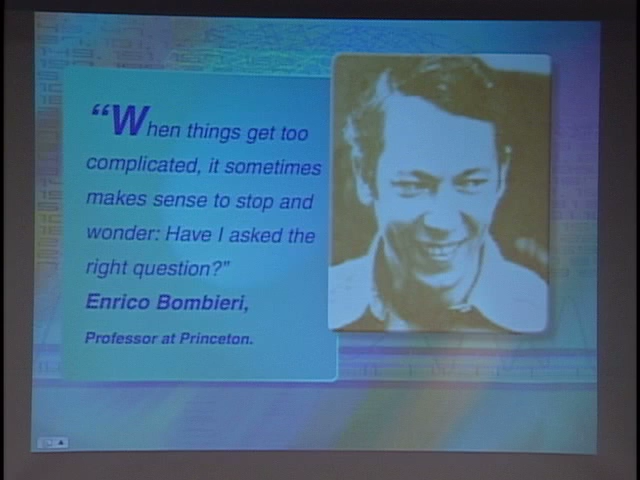 “When things get too
complicated, it sometimes
makes sense to stop and
wonder: Have I asked the
right question?”
Enrico Bombieri,
Professor at Princeton.